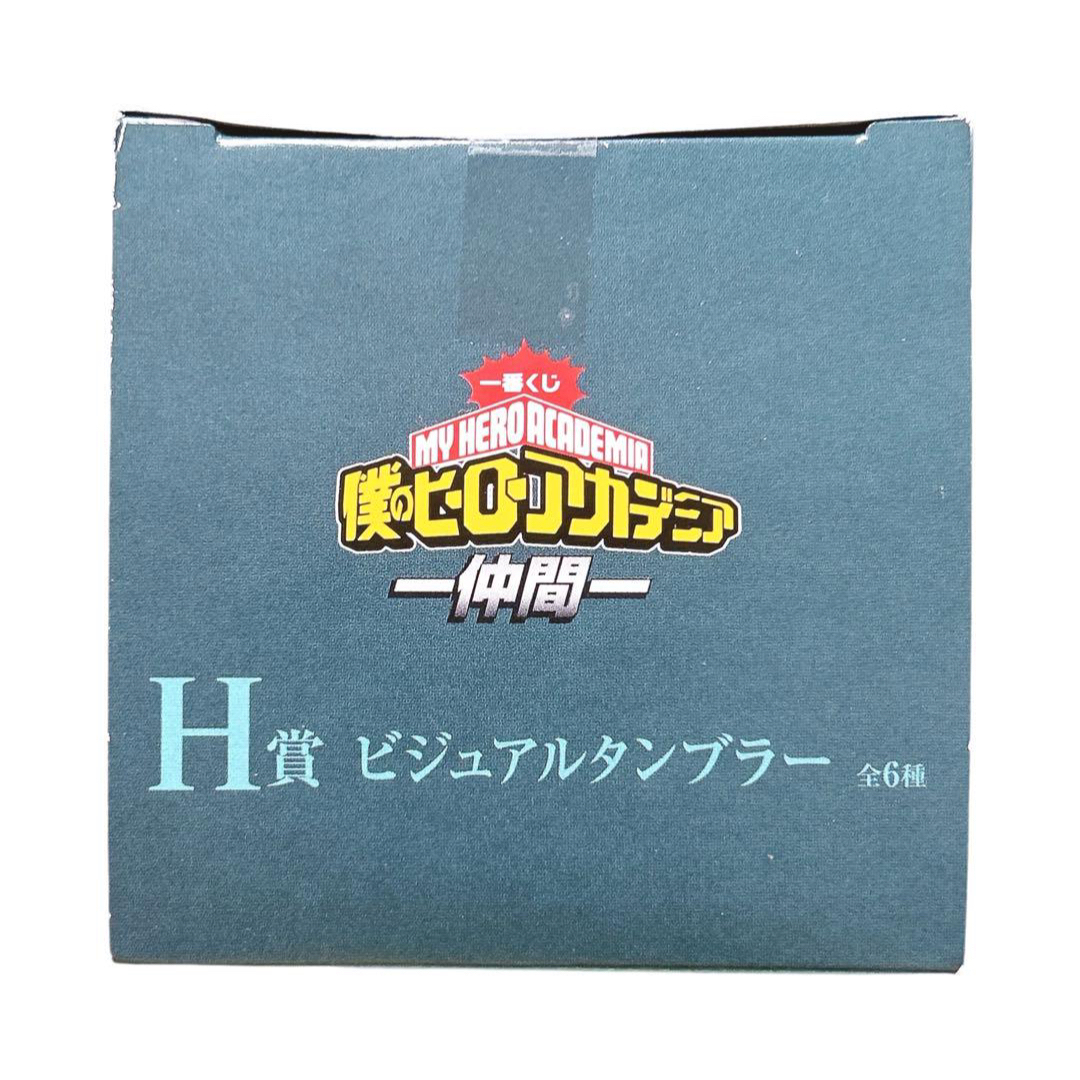 一番くじ
MY HERO ACADEMIA
僕のヒーローアカデミア
―仲間―
H賞 ビジュアルタンブラー 全6種